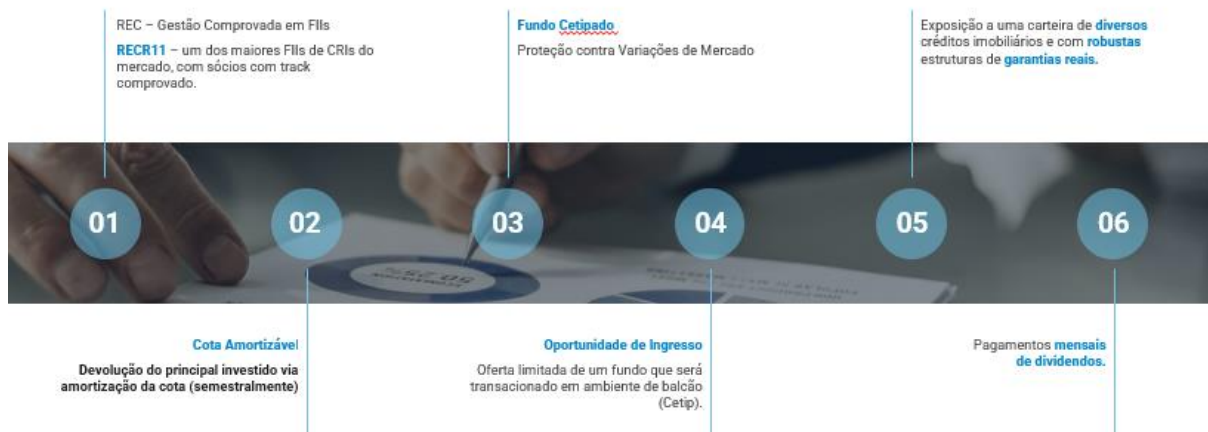 REC – Gestão Comprovada em FIIs
RECR11 – um dos maiores FIIs de CRIs do
mercado, com sócios com track
comprovado.
Fundo Cetipado
Proteção contra Variações de Mercado
Exposição a uma carteira de diversos
créditos imobiliários e com robustas
estruturas de garantias reais.
01
02
03
04
05
06
Cota Amortizável
Devolução do principal investido via
amortização da cota (semestralmente)
Oportunidade de Ingresso
Oferta limitada de um fundo que será
transacionado em ambiente de balcão
(Cetip).
Pagamentos mensais
de dividendos.